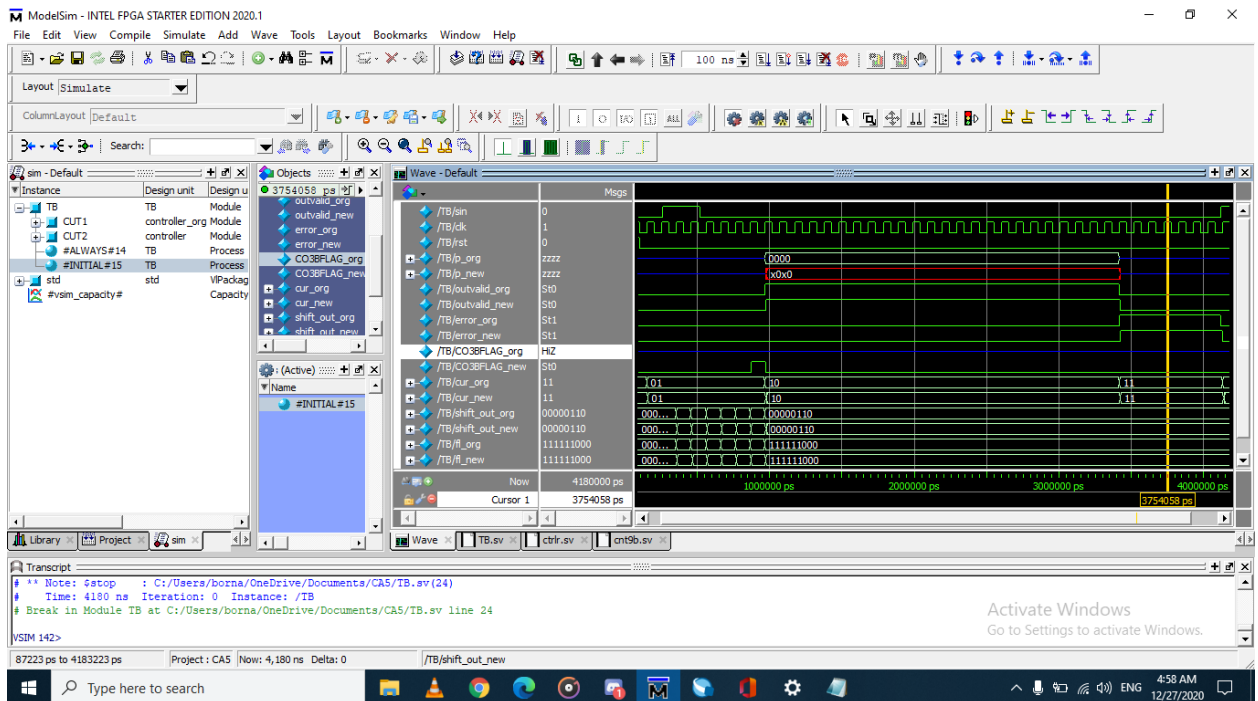 ModelSim - INTEL FPGA STARTER EDITION 2020.1
File Edit View Compile Simulate Add Wave Tools Layout Bookmarks Window Help
100 ns
Layout Simulate
ColumnLayout Default
Search:
sim - Default
Instance Design unit Design u
TB TB Module
CUT1 controller_org Module
CUT2 controller Module
#ALWAYS#14 TB Process
#INITIAL#15 TB Process
std std VlPackag
#vsim_capacity# Capacity
Library Project sim
Objects
3754058 ps
outvalid_org
outvalid_new
error_org
error_new
CO3BFLAG_org
CO3BFLAG_new
cur_org
cur_new
shift_out_org
shift_out_new
(Active)
Name
#INITIAL#15
Wave - Default
Msgs
/TB/sin 0
/TB/clk 1
/TB/rst 0
/TB/p_org zzzz 0000
/TB/p_new zzzz x0x0
/TB/outvalid_org St0
/TB/outvalid_new St0
/TB/error_org St1
/TB/error_new St1
/TB/CO3BFLAG_org HiZ
/TB/CO3BFLAG_new St0
/TB/cur_org 11 01 10 11
/TB/cur_new 11 01 10 11
/TB/shift_out_org 00000110 000... 00000110
/TB/shift_out_new 00000110 000... 00000110
/TB/fl_org 111111000 000... 111111000
/TB/fl_new 111111000 000... 111111000
Now 4180000 ps 1000000 ps 2000000 ps 3000000 ps 4000000 ps
Cursor 1 3754058 ps 3754058 ps
Wave TB.sv ctrlr.sv cnt9b.sv
Transcript
# ** Note: $stop : C:/Users/borna/OneDrive/Documents/CA5/TB.sv(24)
# Time: 4180 ns Iteration: 0 Instance: /TB
# Break in Module TB at C:/Users/borna/OneDrive/Documents/CA5/TB.sv line 24
VSIM 142>
Activate Windows
Go to Settings to activate Windows.
87223 ps to 4183223 ps Project : CA5 Now: 4,180 ns Delta: 0 /TB/shift_out_new
Type here to search
ENG
4:58 AM
12/27/2020